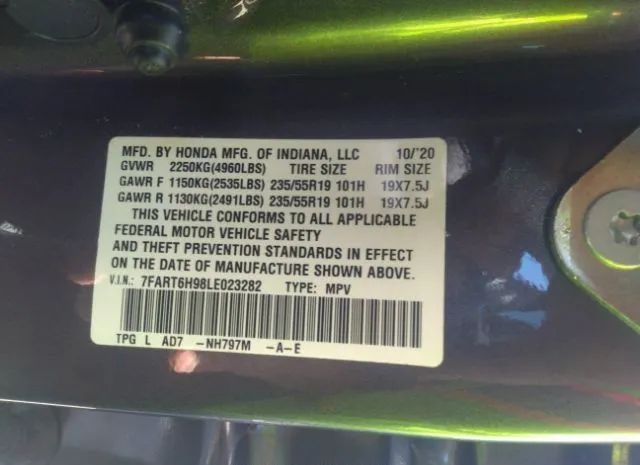 MFD. BY HONDA MFG. OF INDIANA, LLC 10/'20
GVWR 2250KG(4960LBS) TIRE SIZE RIM SIZE
GAWR F 1150KG(2535LBS) 235/55R19 101H 19X7.5J
GAWR R 1130KG(2491LBS) 235/55R19 101H 19X7.5J
THIS VEHICLE CONFORMS TO ALL APPLICABLE
FEDERAL MOTOR VEHICLE SAFETY
AND THEFT PREVENTION STANDARDS IN EFFECT
ON THE DATE OF MANUFACTURE SHOWN ABOVE.
V.I.N.: 7FART6H98LE023282 TYPE: MPV
TPG L AD7 -NH797M -A-E